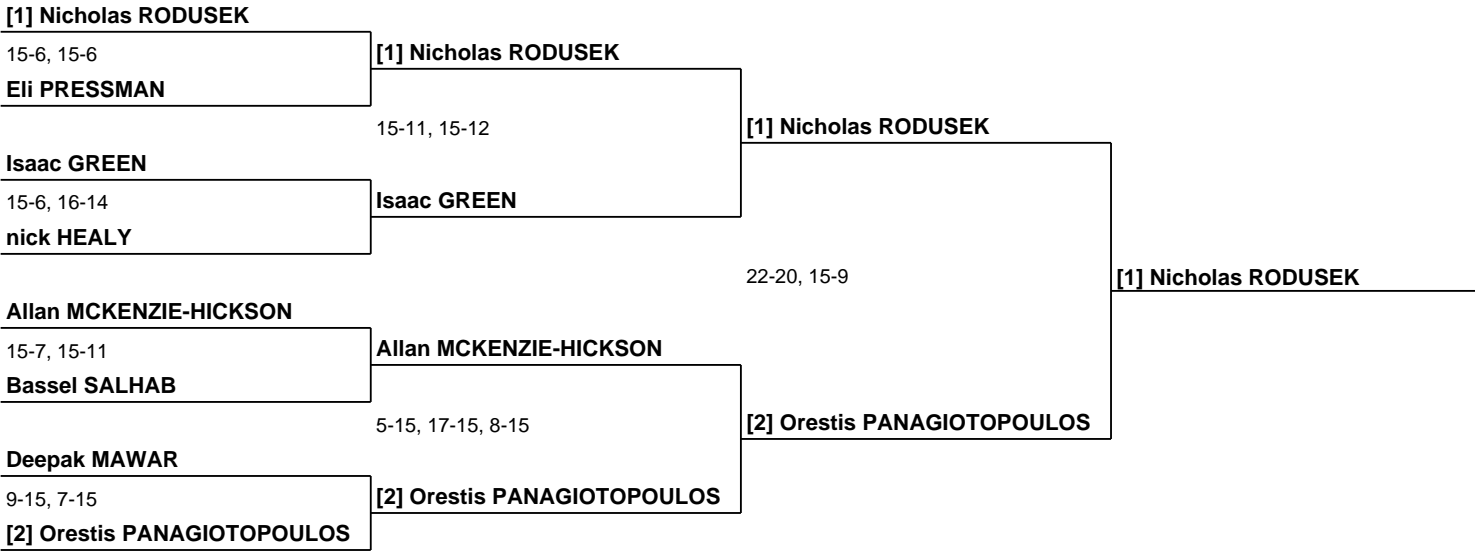 [1] Nicholas RODUSEK
15-6, 15-6
[1] Nicholas RODUSEK
Eli PRESSMAN
15-11, 15-12
[1] Nicholas RODUSEK
Isaac GREEN
15-6, 16-14
Isaac GREEN
nick HEALY
22-20, 15-9
[1] Nicholas RODUSEK
Allan MCKENZIE-HICKSON
15-7, 15-11
Allan MCKENZIE-HICKSON
Bassel SALHAB
5-15, 17-15, 8-15
[2] Orestis PANAGIOTOPOULOS
Deepak MAWAR
9-15, 7-15
[2] Orestis PANAGIOTOPOULOS
[2] Orestis PANAGIOTOPOULOS